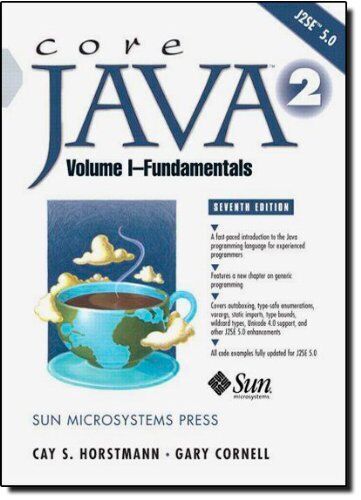 J2SE™ 5.0
core
JAVA™ 2
Volume I–Fundamentals
SEVENTH EDITION
A fast-paced introduction to the Java
programming language for experienced
programmers
Features a new chapter on generic
programming
Covers autoboxing, type-safe enumerations,
varargs, static imports, type bounds,
wildcard types, Unicode 4.0 support, and
other J2SE 5.0 enhancements
All code examples fully updated for J2SE 5.0
Sun
microsystems
SUN MICROSYSTEMS PRESS
CAY S. HORSTMANN · GARY CORNELL